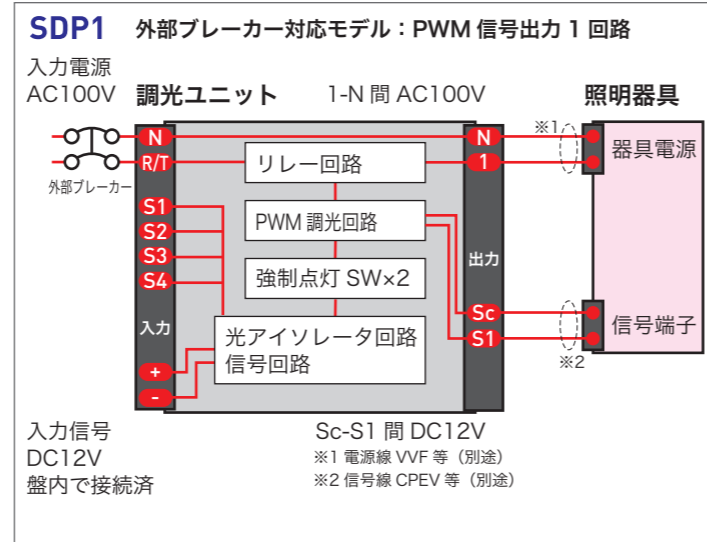 SDP1 外部ブレーカー対応モデル：PWM 信号出力 1 回路
入力電源
AC100V
調光ユニット
1-N 間 AC100V
照明器具
外部ブレーカー
N
R/T
S1
S2
S3
S4
入力
+
-
リレー回路
PWM 調光回路
強制点灯 SW×2
光アイソレータ回路
信号回路
N
1
出力
Sc
S1
※1
器具電源
信号端子
※2
入力信号
DC12V
盤内で接続済
Sc-S1 間 DC12V
※1 電源線 VVF 等（別途）
※2 信号線 CPEV 等（別途）